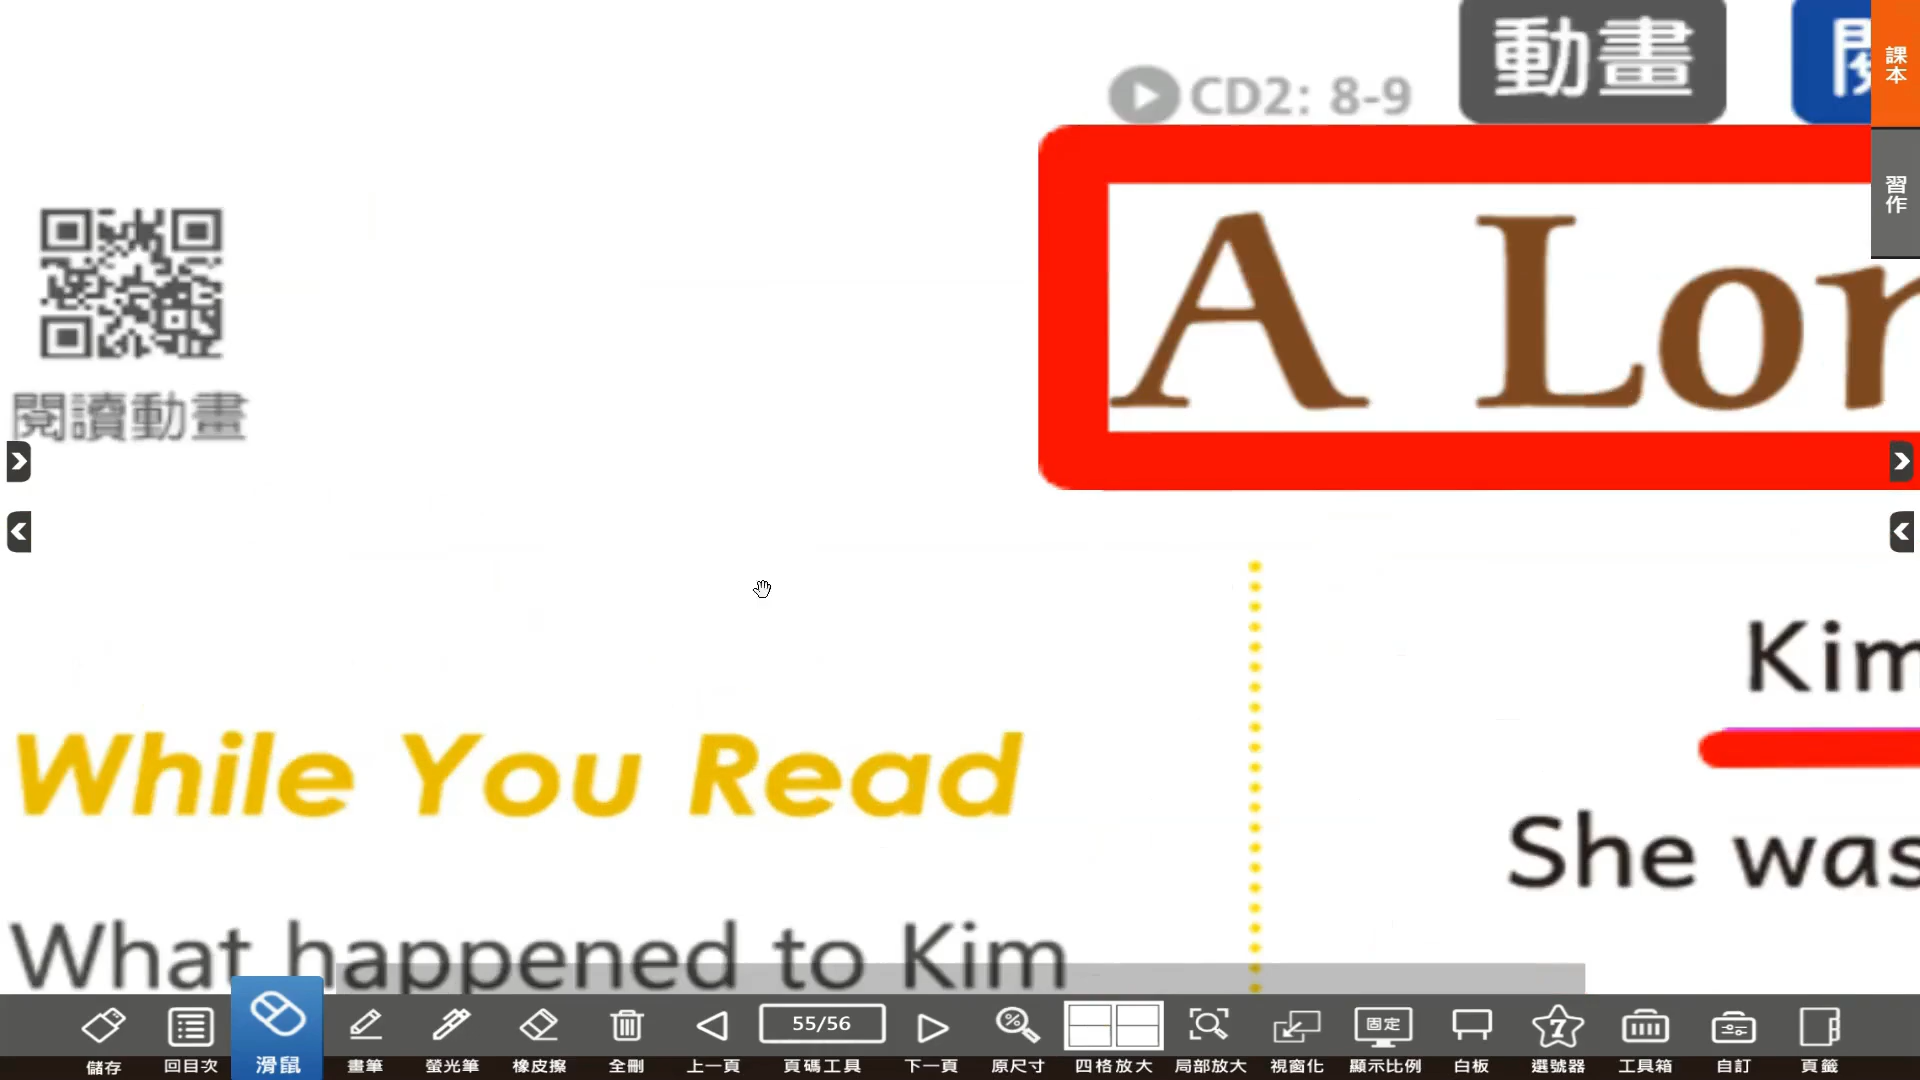 動畫
CD2: 8-9
課本
習作
A Lor
閱讀動畫
Kim
While You Read
She was
What happened to Kim
55/56
固定
7
儲存 回目次 滑鼠 畫筆 螢光筆 橡皮擦 全刪 上一頁 頁碼工具 下一頁 原尺寸 四格放大 局部放大 視窗化 顯示比例 白板 選號器 工具箱 自訂 頁籤